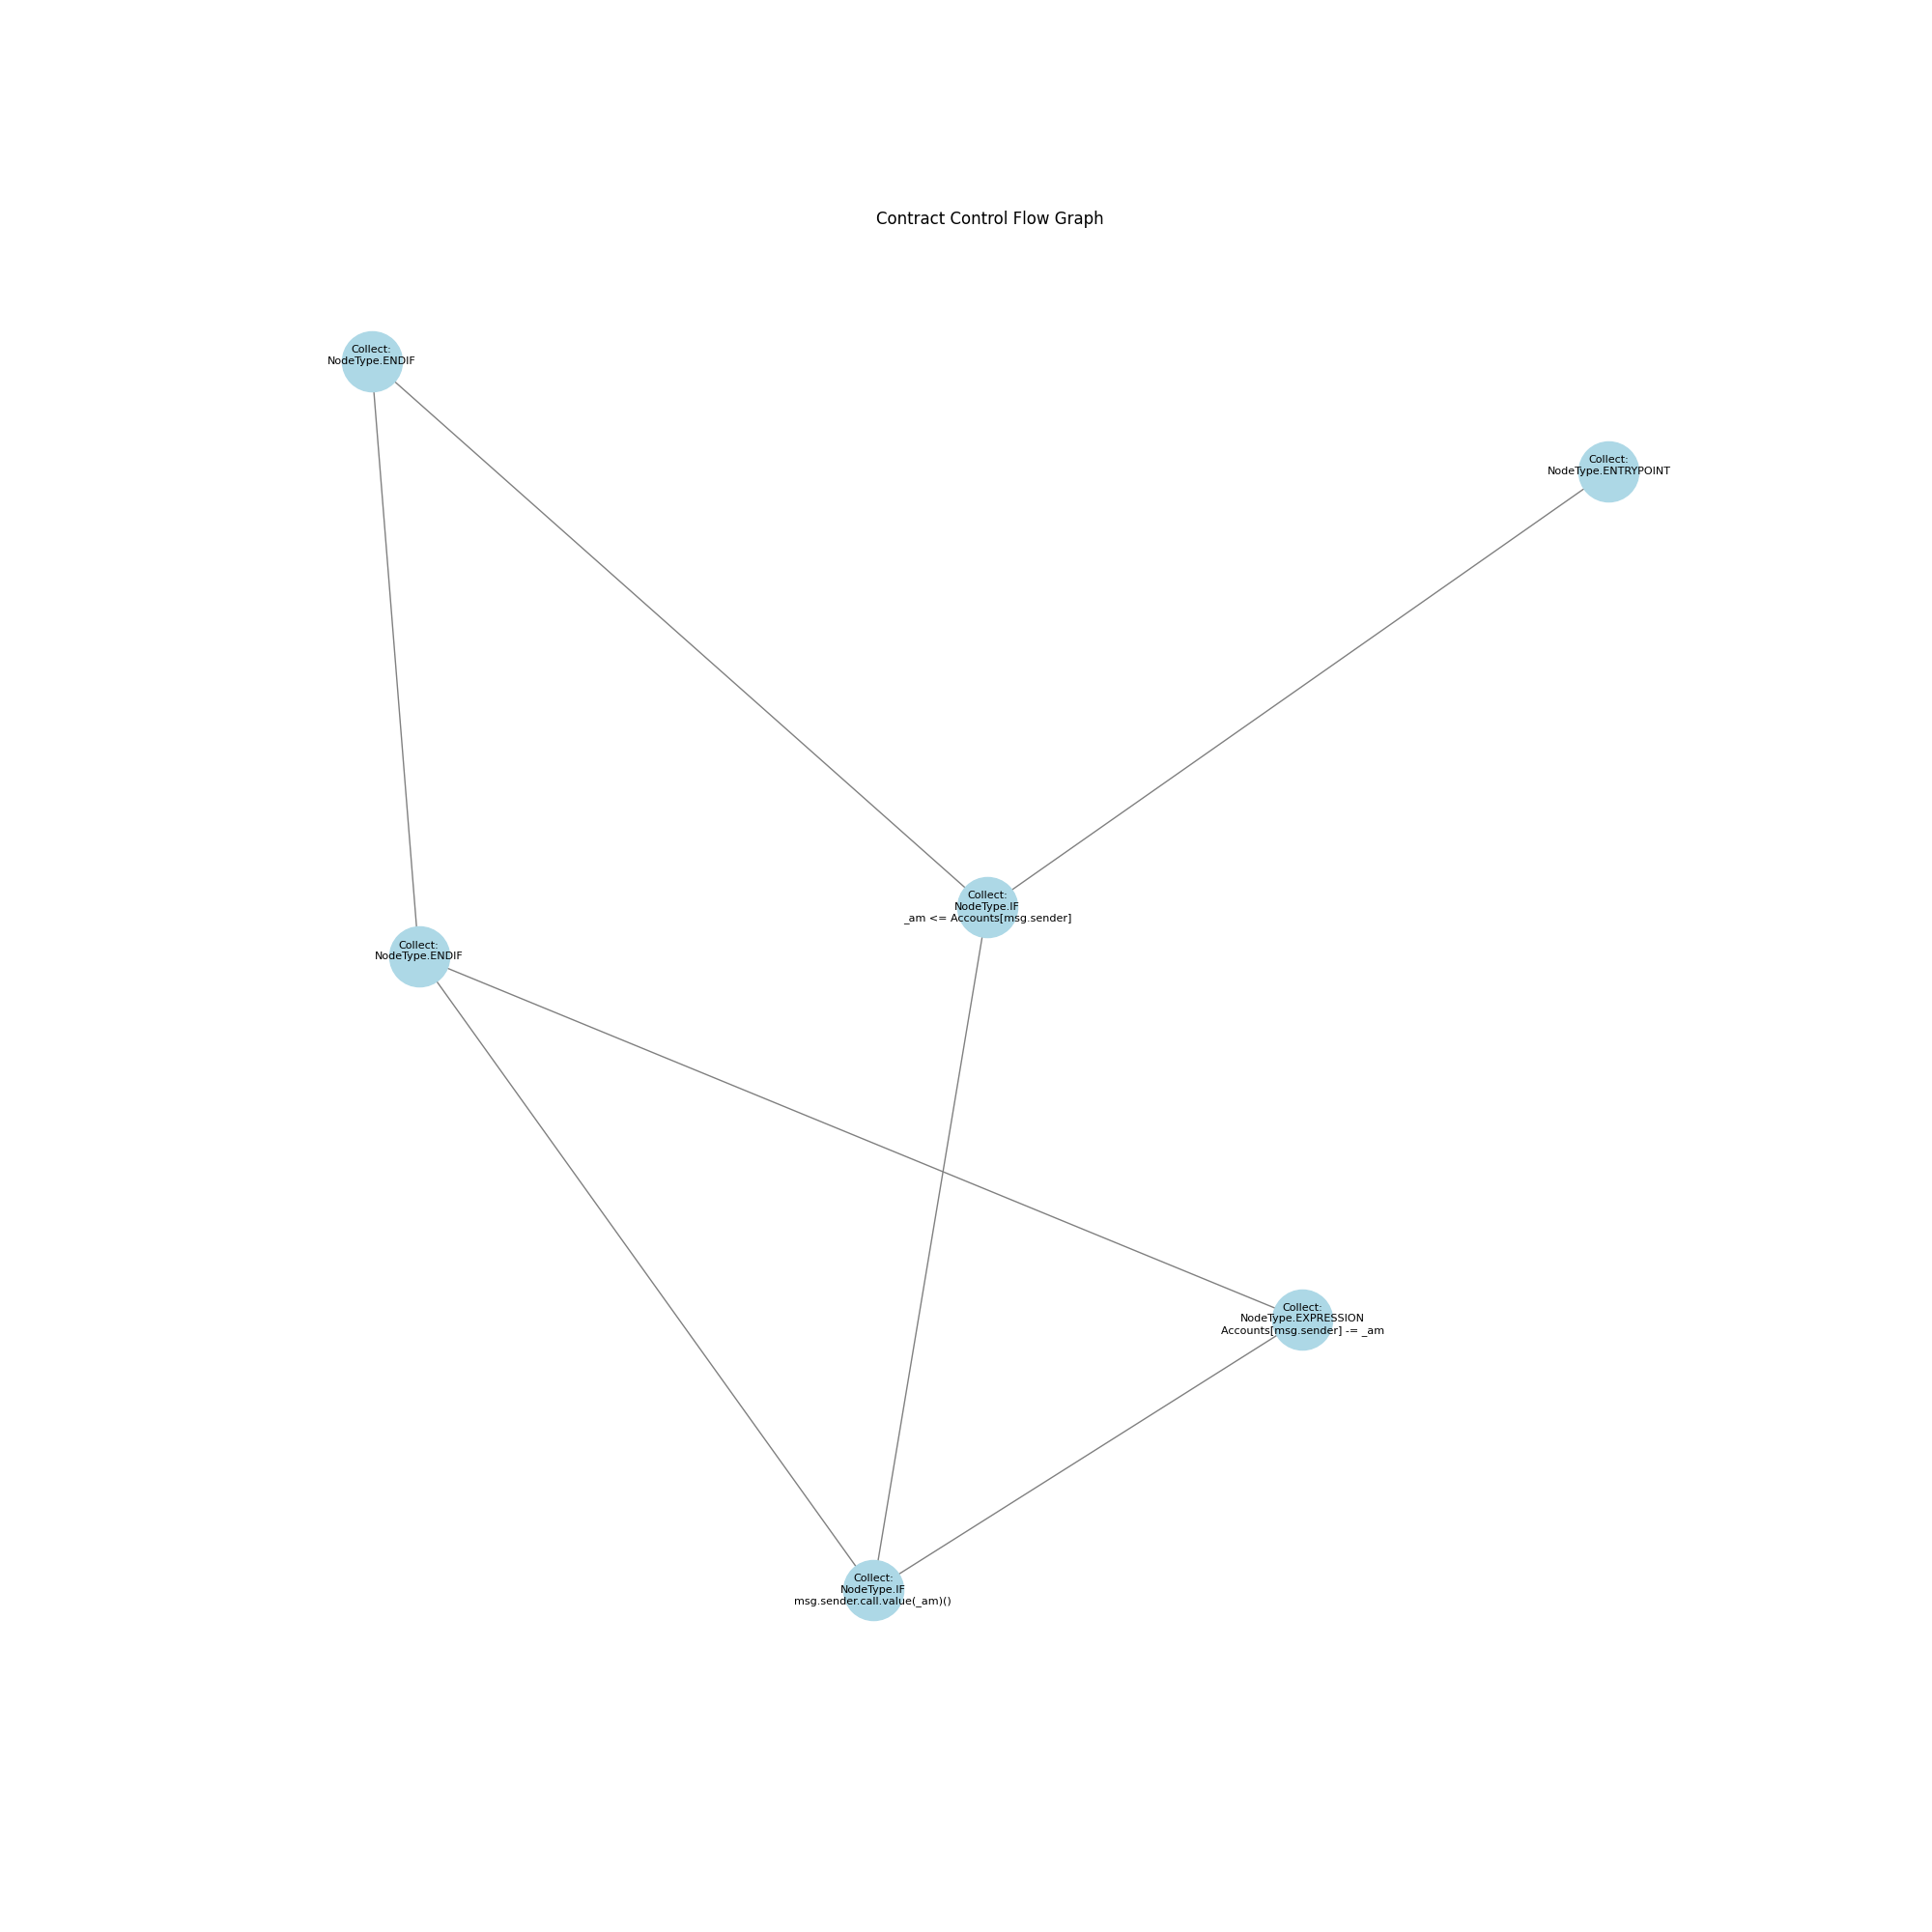 Contract Control Flow Graph
Collect:
NodeType.ENDIF
Collect:
NodeType.ENTRYPOINT
Collect:
NodeType.IF
_am <= Accounts[msg.sender]
Collect:
NodeType.ENDIF
Collect:
NodeType.EXPRESSION
Accounts[msg.sender] -= _am
Collect:
NodeType.IF
msg.sender.call.value(_am)()